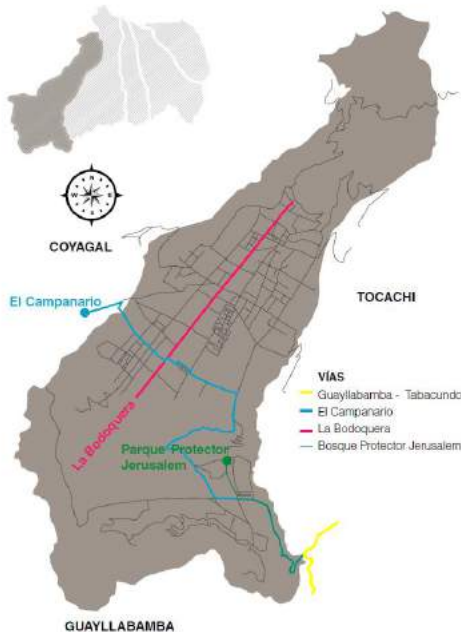 N
W
E
S
COYAGAL
El Campanario
TOCACHI
VÍAS
Guayllabamba - Tabacundo
El Campanario
La Bodoquera
Bosque Protector Jerusalem
La Bodoquera
Parque Protector
Jerusalem
GUAYLLABAMBA